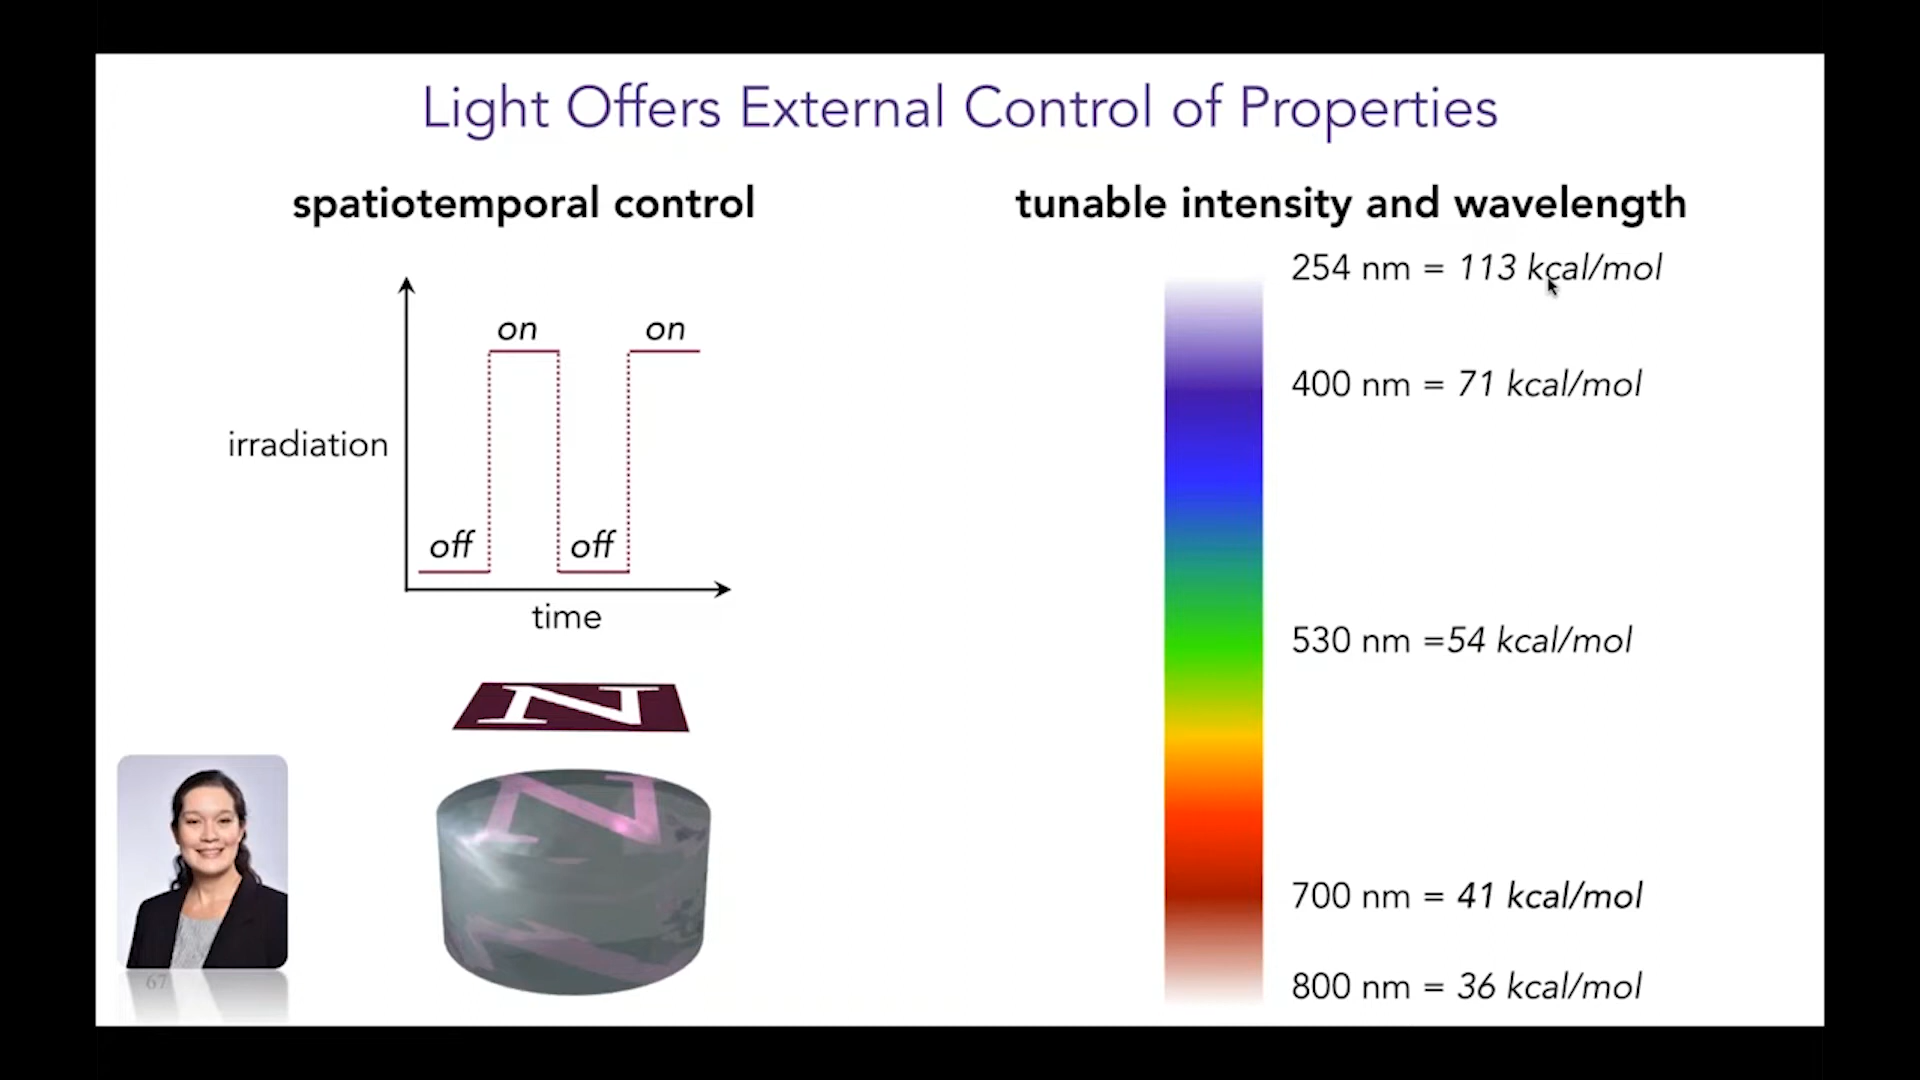 Light Offers External Control of Properties
spatiotemporal control
on
on
irradiation
off
off
time
N
N
67
tunable intensity and wavelength
254 nm = 113 kcal/mol
400 nm = 71 kcal/mol
530 nm =54 kcal/mol
700 nm = 41 kcal/mol
800 nm = 36 kcal/mol